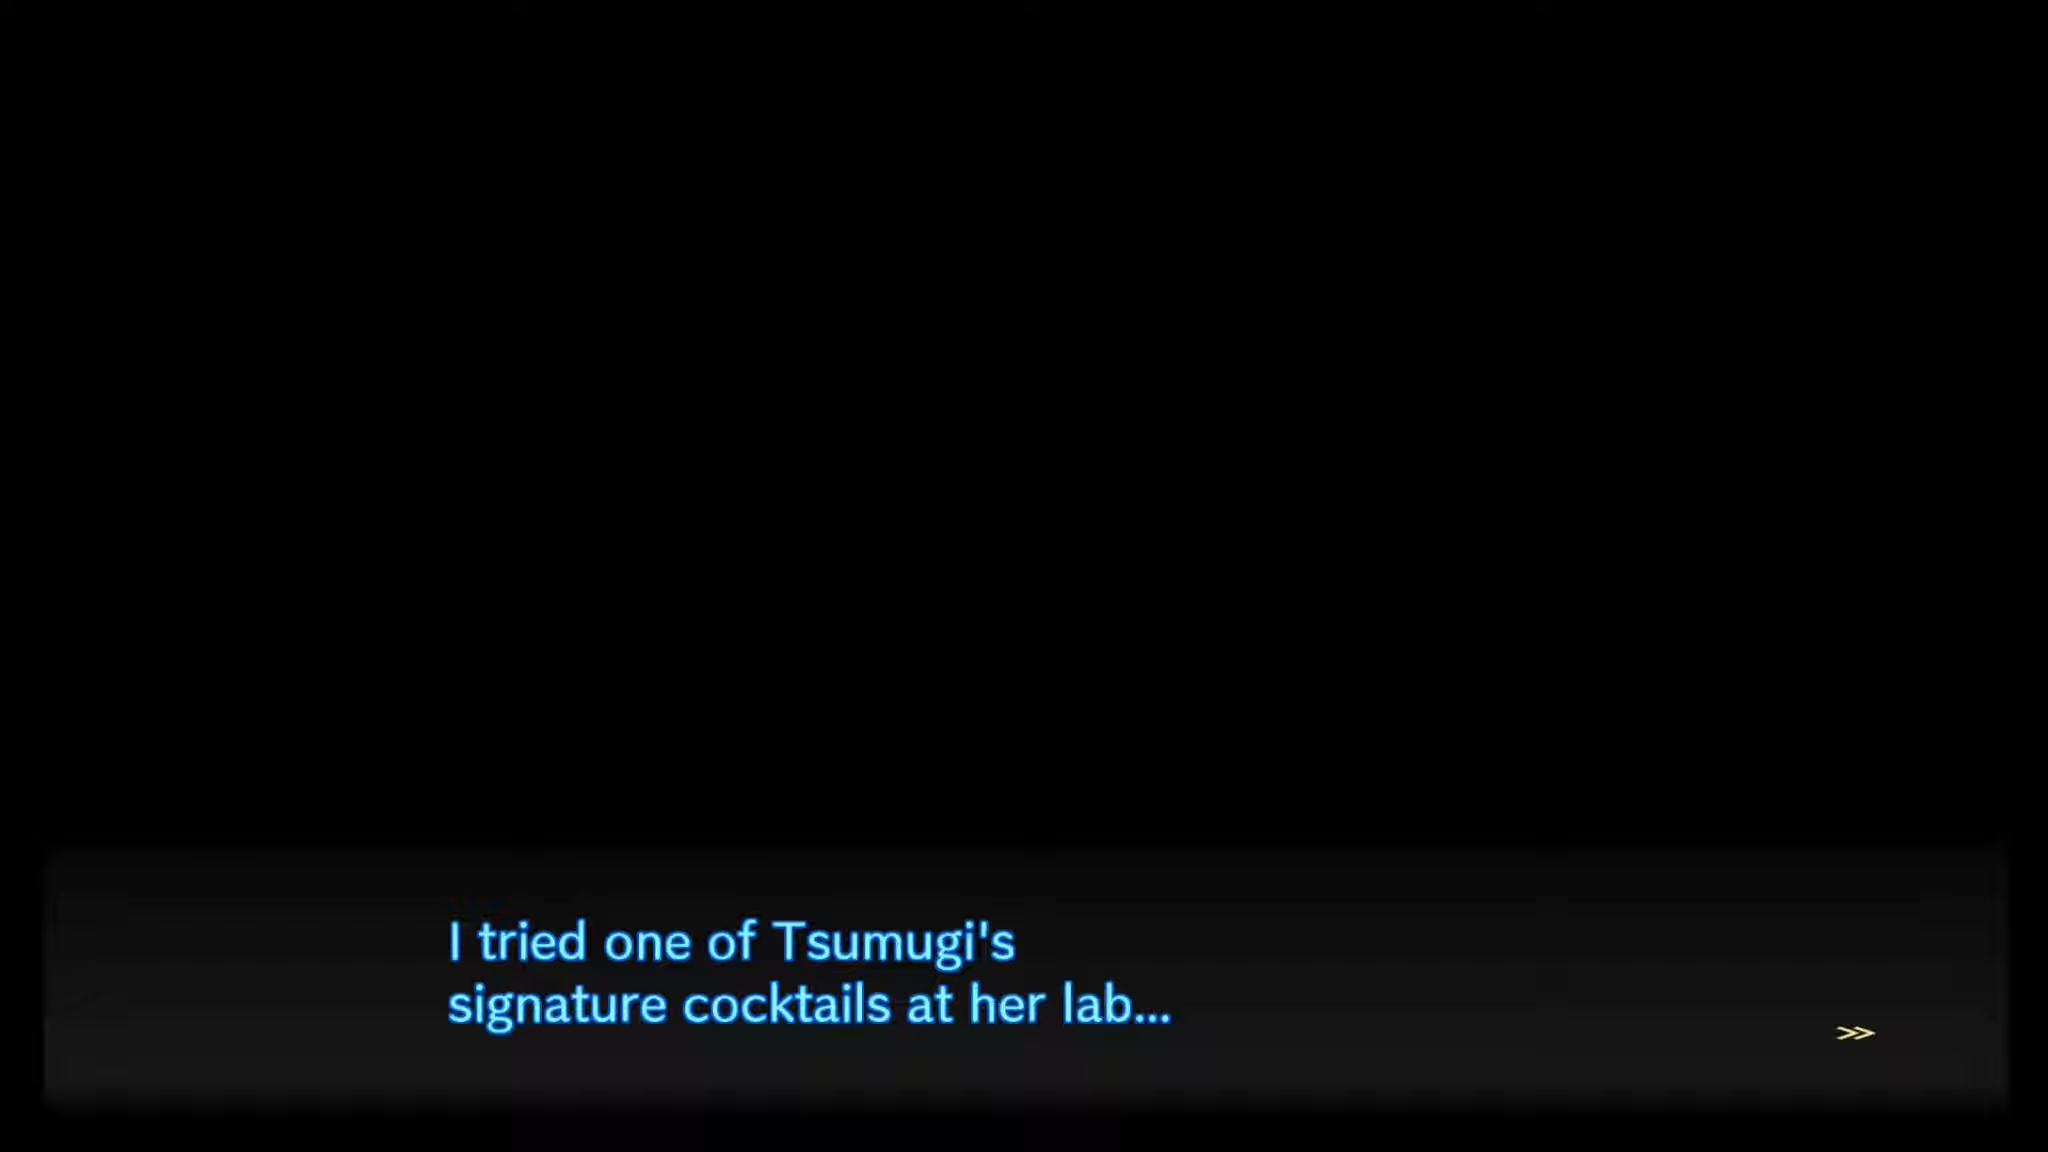 I tried one of Tsumugi's
signature cocktails at her lab...